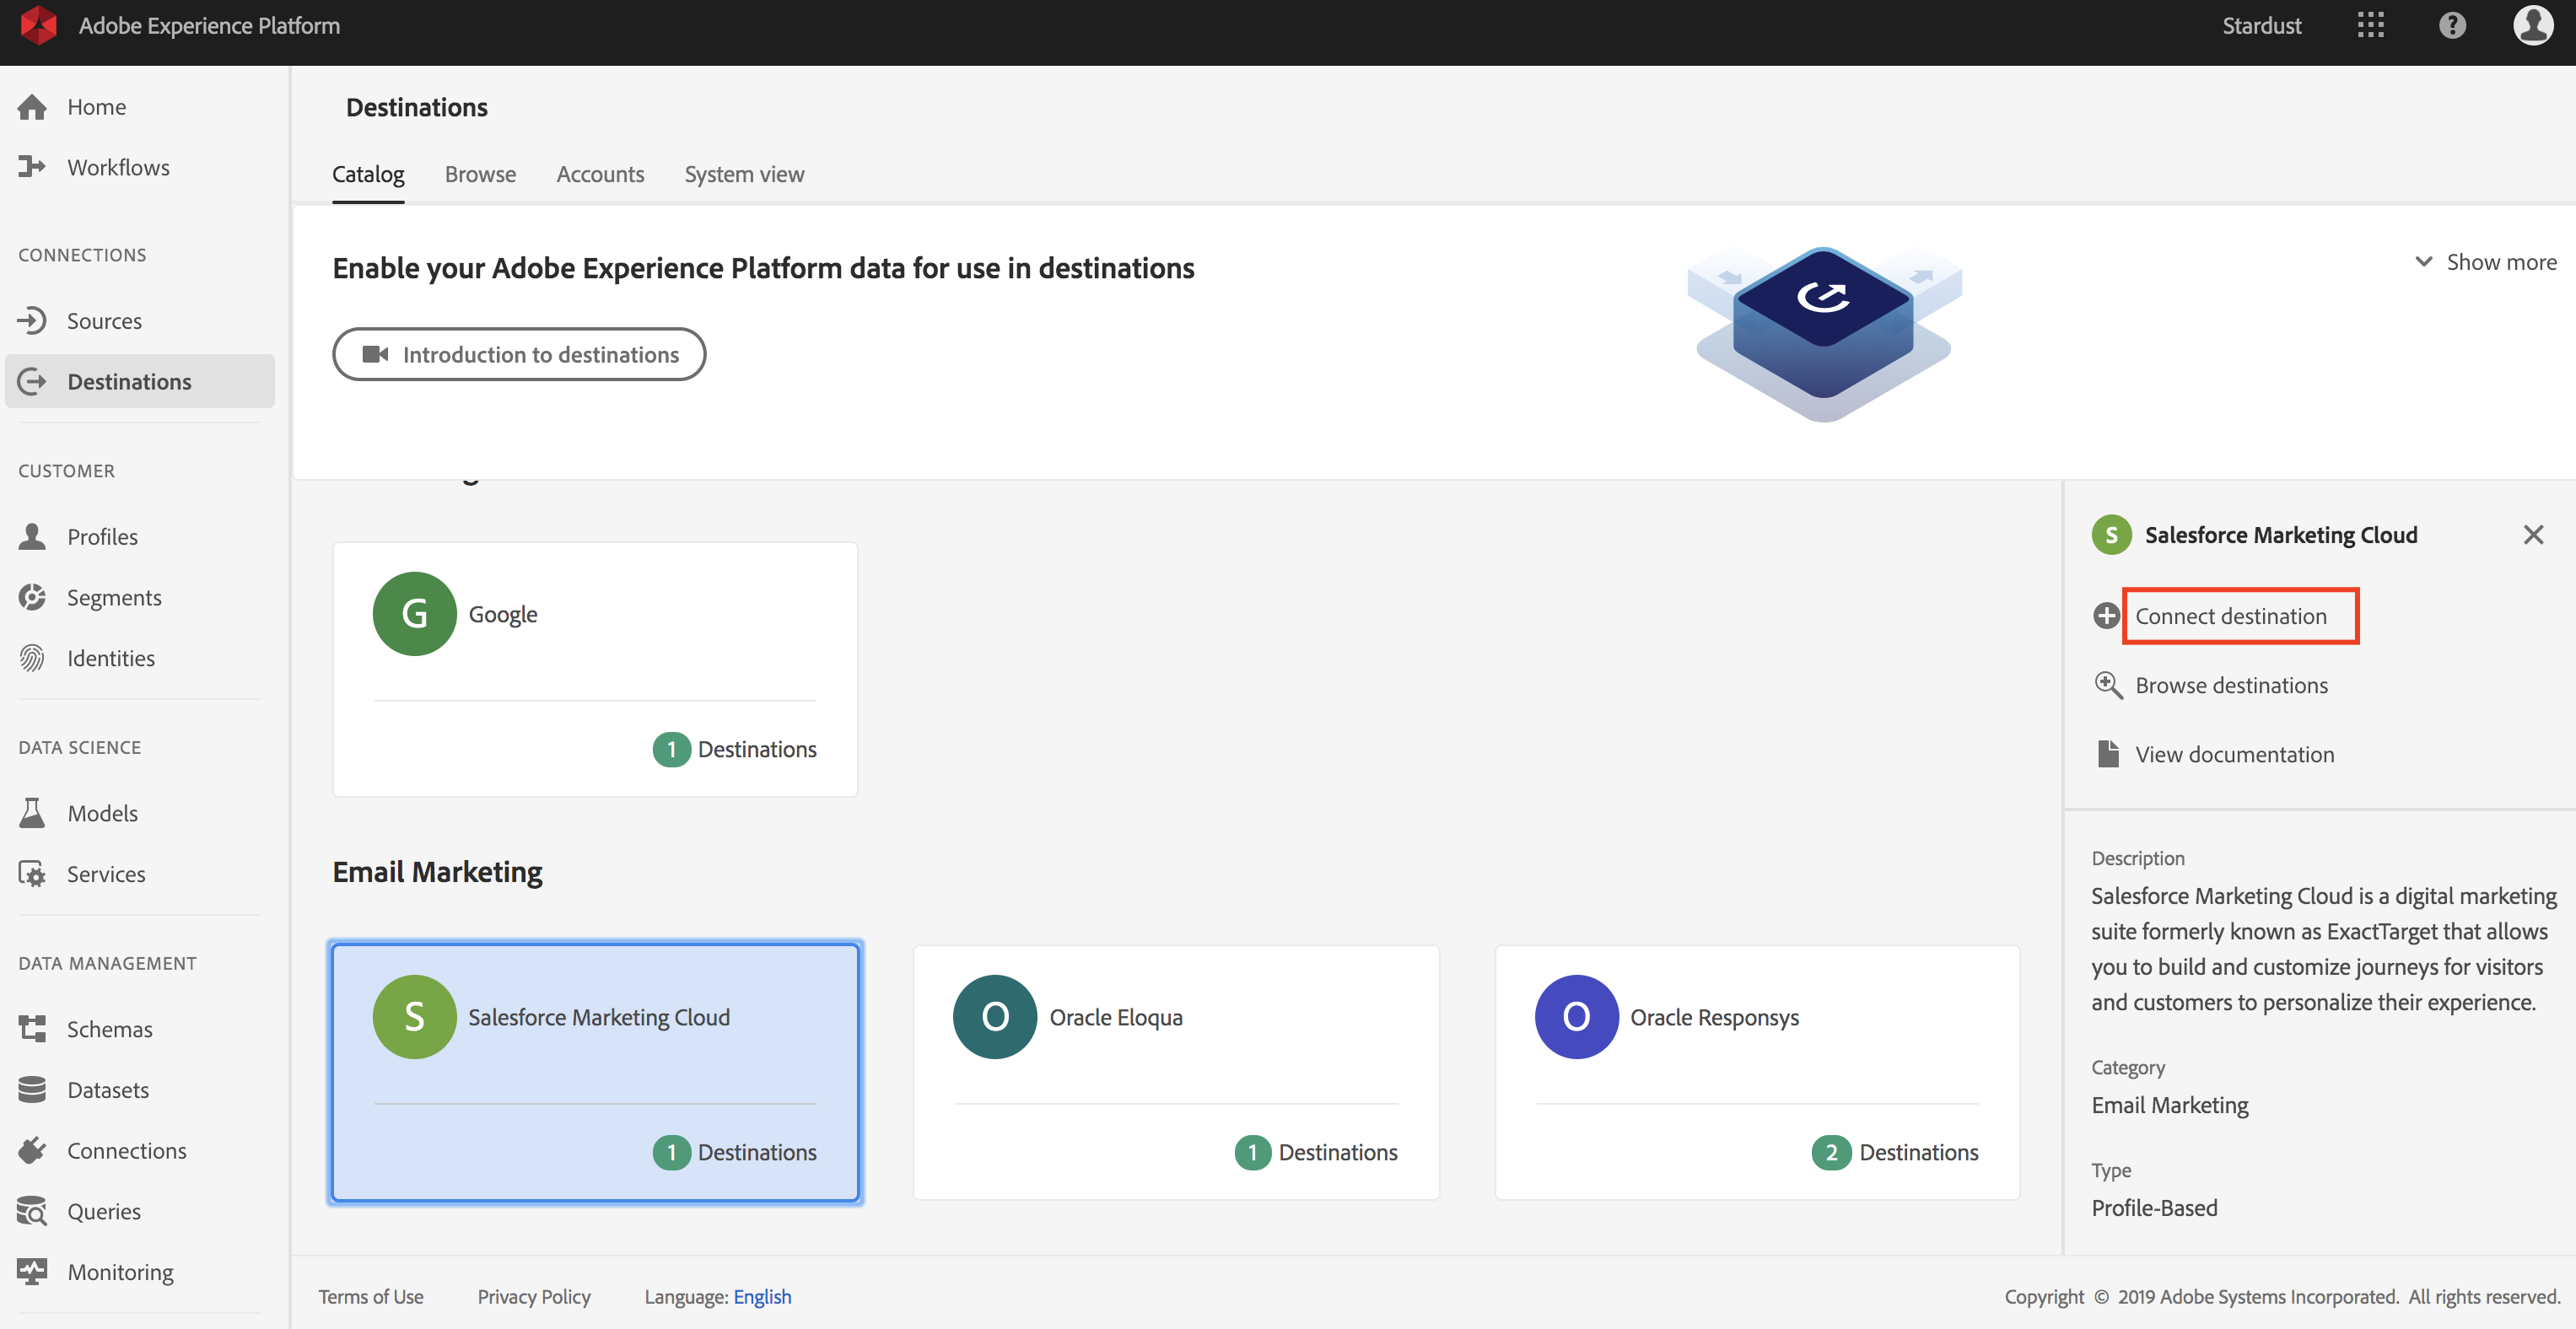 Adobe Experience Platform
Stardust
Home
Workflows
CONNECTIONS
Sources
Destinations
CUSTOMER
Profiles
Segments
Identities
DATA SCIENCE
Models
Services
DATA MANAGEMENT
Schemas
Datasets
Connections
Queries
Monitoring
Destinations
Catalog Browse Accounts System view
Enable your Adobe Experience Platform data for use in destinations
Show more
Introduction to destinations
G Google
1 Destinations
Email Marketing
S Salesforce Marketing Cloud
1 Destinations
O Oracle Eloqua
1 Destinations
O Oracle Responsys
2 Destinations
S Salesforce Marketing Cloud
Connect destination
Browse destinations
View documentation
Description
Salesforce Marketing Cloud is a digital marketing
suite formerly known as ExactTarget that allows
you to build and customize journeys for visitors
and customers to personalize their experience.
Category
Email Marketing
Type
Profile-Based
Terms of Use Privacy Policy Language: English
Copyright © 2019 Adobe Systems Incorporated. All rights reserved.